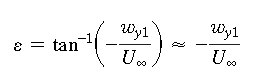 ε = tan⁻¹(−w_{y1}/U_∞) ≈ −w_{y1}/U_∞